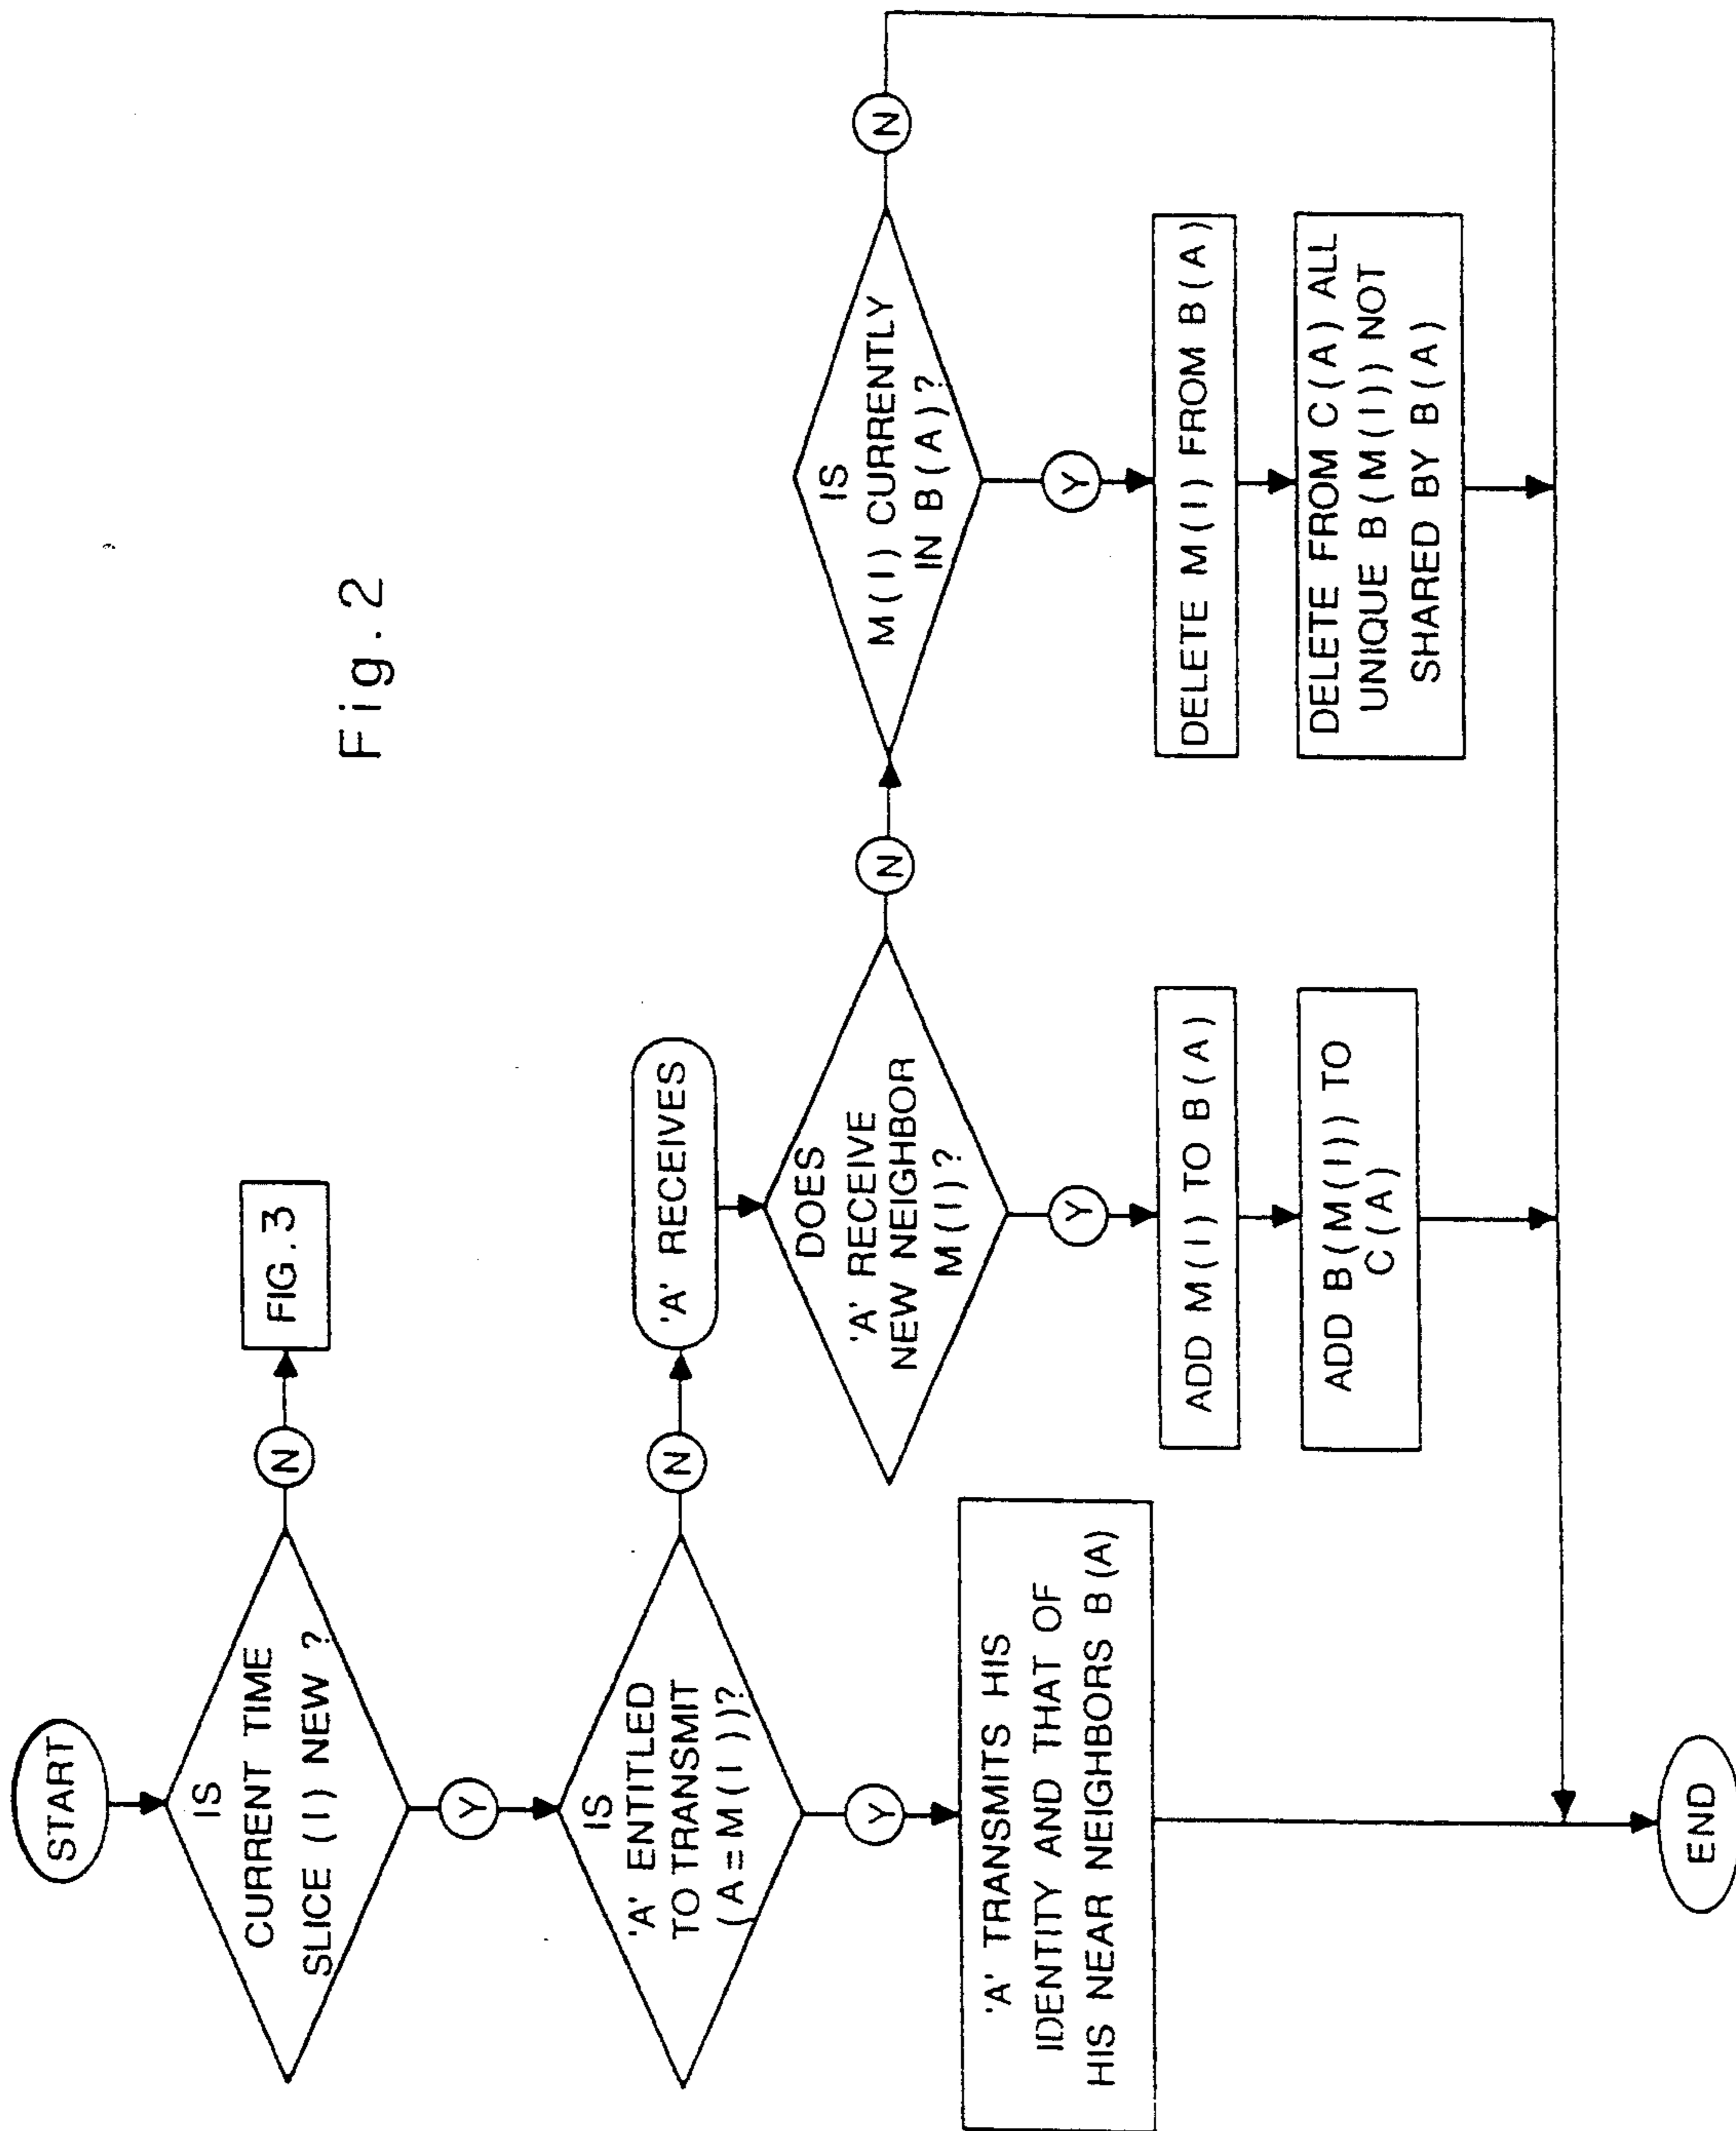 Fig.2
START
IS
CURRENT TIME
SLICE (I) NEW ?
N
FIG.3
Y
IS
'A' ENTITLED
TO TRANSMIT
(A = M(I))?
N
'A' RECEIVES
Y
'A' TRANSMITS HIS
IDENTITY AND THAT OF
HIS NEAR NEIGHBORS B(A)
DOES
'A' RECEIVE
NEW NEIGHBOR
M(I)?
N
Y
ADD M(I) TO B(A)
ADD B(M(I)) TO
C(A)
IS
M(I) CURRENTLY
IN B(A)?
N
Y
DELETE M(I) FROM B(A)
DELETE FROM C(A) ALL
UNIQUE B(M(I)) NOT
SHARED BY B(A)
END